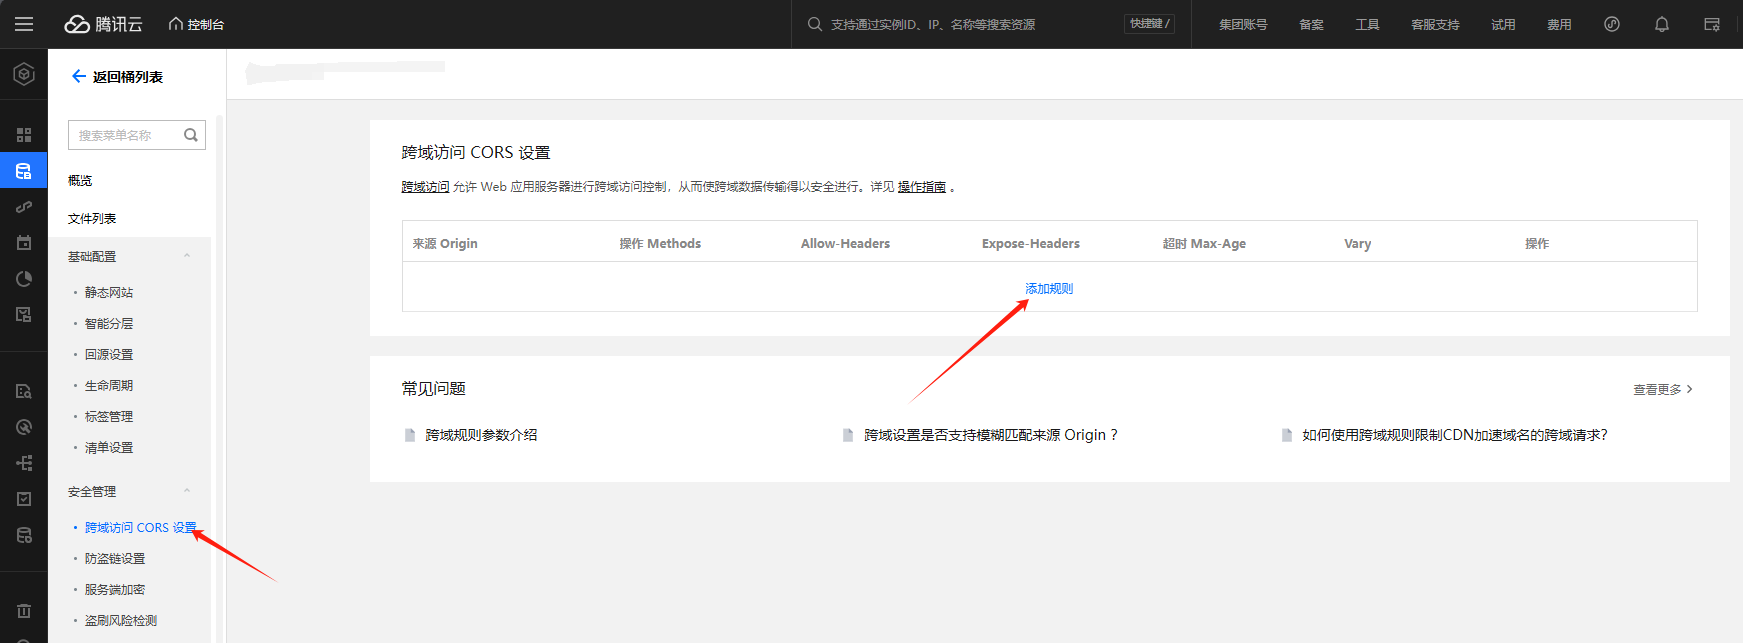 腾讯云
控制台
支持通过实例ID、IP、名称等搜索资源
快捷键 /
集团账号
备案
工具
客服支持
试用
费用
返回桶列表
搜索菜单名称
概览
文件列表
基础配置
静态网站
智能分层
回源设置
生命周期
标签管理
清单设置
安全管理
跨域访问 CORS 设置
防盗链设置
服务端加密
盗刷风险检测
跨域访问 CORS 设置
跨域访问 允许 Web 应用服务器进行跨域访问控制，从而使跨域数据传输得以安全进行。详见 操作指南 。
来源 Origin 操作 Methods Allow-Headers Expose-Headers 超时 Max-Age Vary 操作
添加规则
常见问题
查看更多
跨域规则参数介绍
跨域设置是否支持模糊匹配来源 Origin ？
如何使用跨域规则限制CDN加速域名的跨域请求?